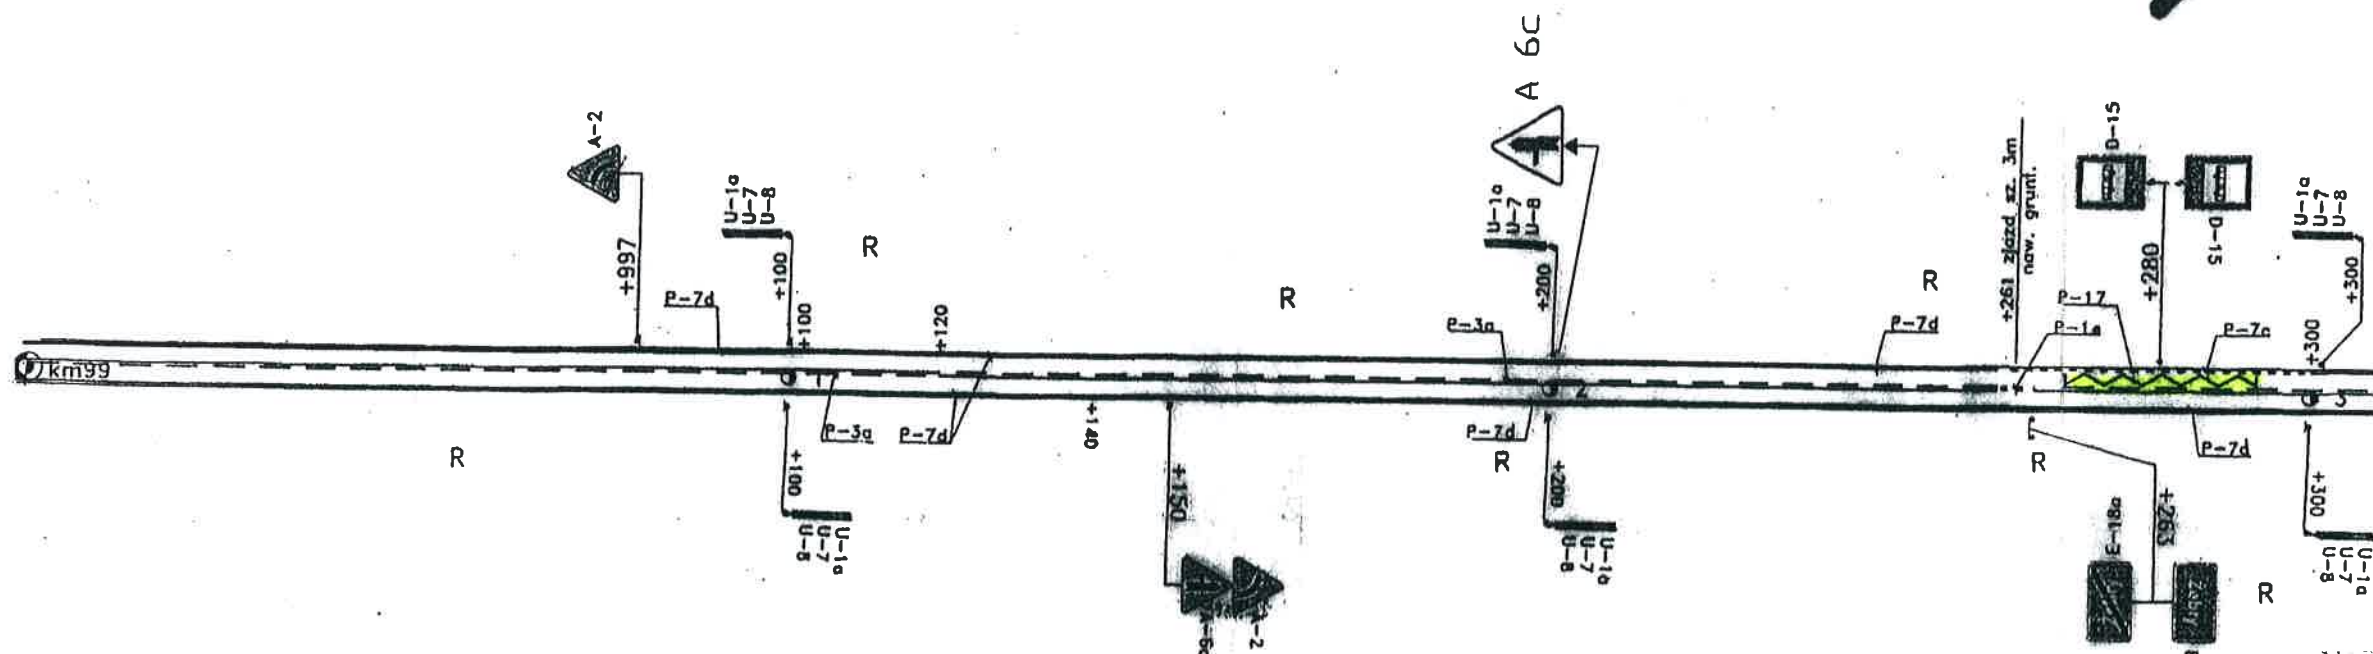 A 6c
A-2
D-15
U-1a
U-7
U-8
U-1a
U-7
U-8
+261 zjazd sz. 3m
naw. grunt.
U-1a
U-7
U-8
D-15
+997
+100
R
+200
R
R
+280
+300
P-7d
+100
+120
P-3a
P-7d
P-17
P-1e
P-7c
+300
km99
1
2
3
P-3a
P-7d
+140
P-7d
P-7d
R
+100
R
+200
R
+300
+150
+263
U-1a
U-7
U-8
U-1a
U-7
U-8
E-18a
U-1a
U-7
U-8
R
A-2